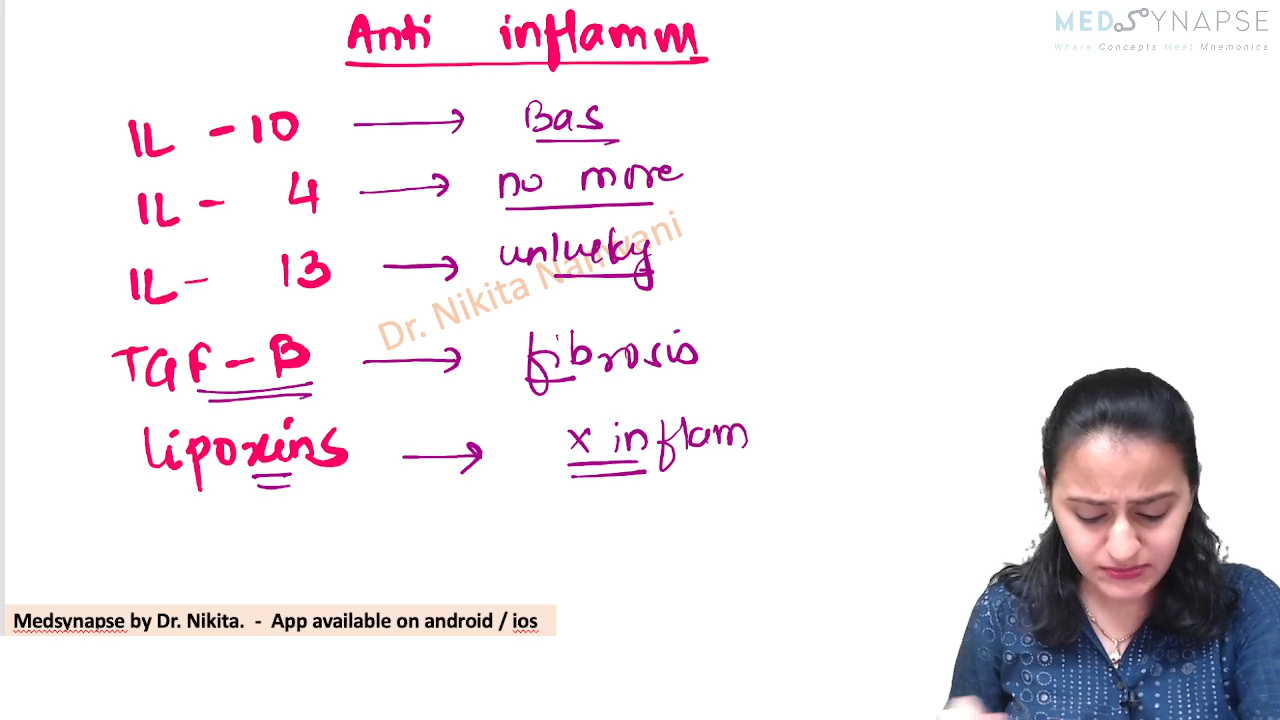 Anti inflamm
MEDSYNAPSE
Where Concepts Meet Mnemonics
IL - 10 → Bas
IL - 4 → no more
IL - 13 → unlucky
Dr. Nikita Nanwani
TGF - B → fibrosis
Lipoxins → x inflam
Medsynapse by Dr. Nikita. - App available on android / ios